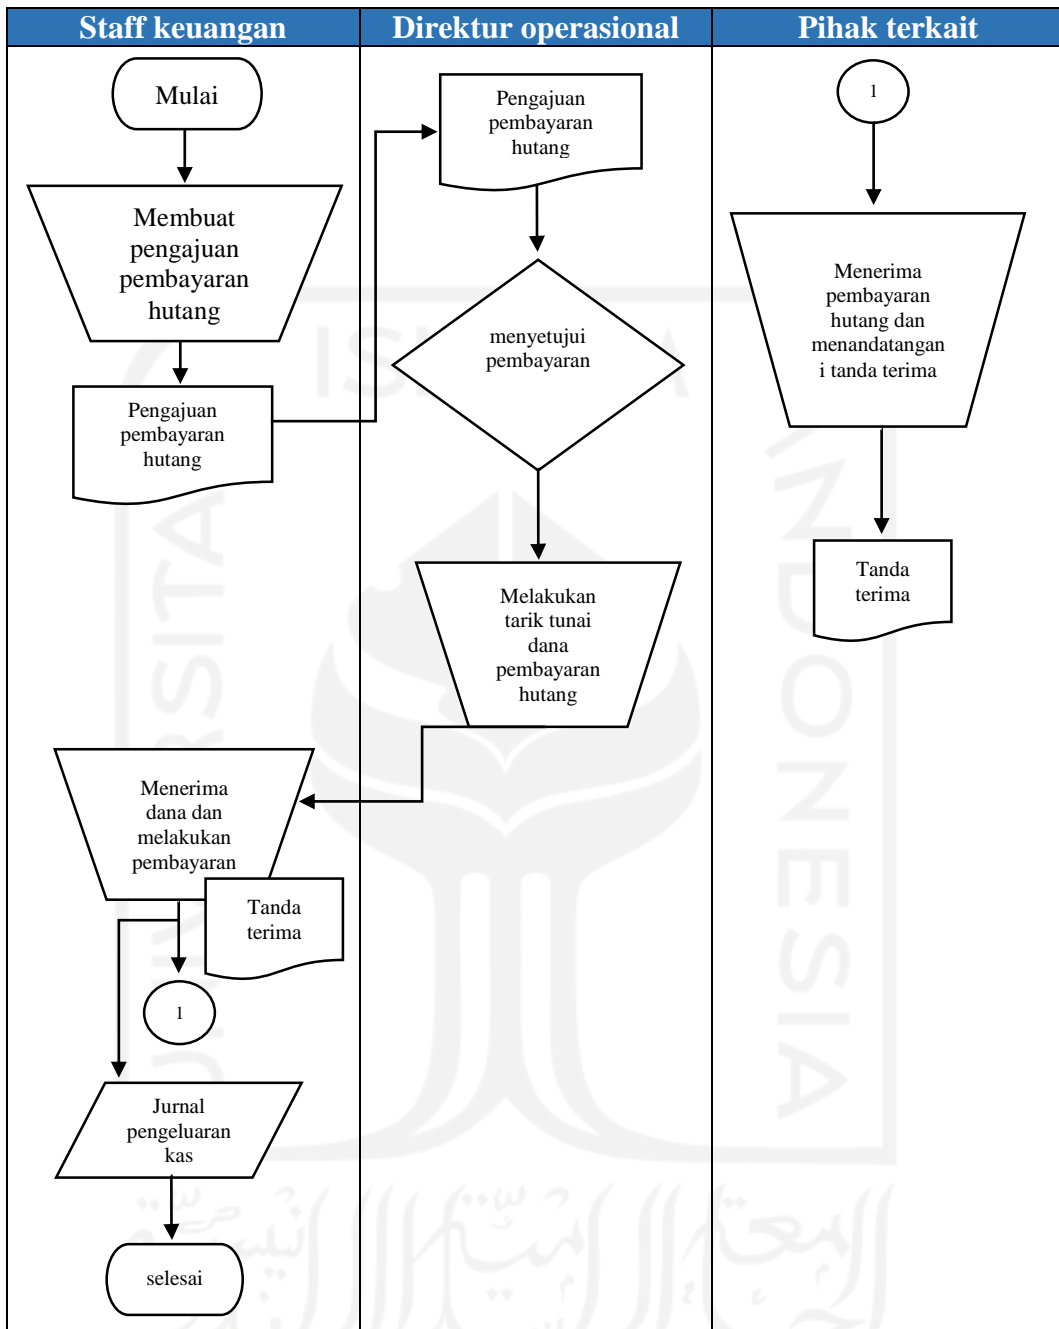 Staff keuangan
Direktur operasional
Pihak terkait
Mulai
Membuat
pengajuan
pembayaran
hutang
Pengajuan
pembayaran
hutang
Pengajuan
pembayaran
hutang
menyetujui
pembayaran
Melakukan
tarik tunai
dana
pembayaran
hutang
Menerima
dana dan
melakukan
pembayaran
Tanda
terima
1
Jurnal
pengeluaran
kas
selesai
1
Menerima
pembayaran
hutang dan
menandatangan
i tanda terima
Tanda
terima